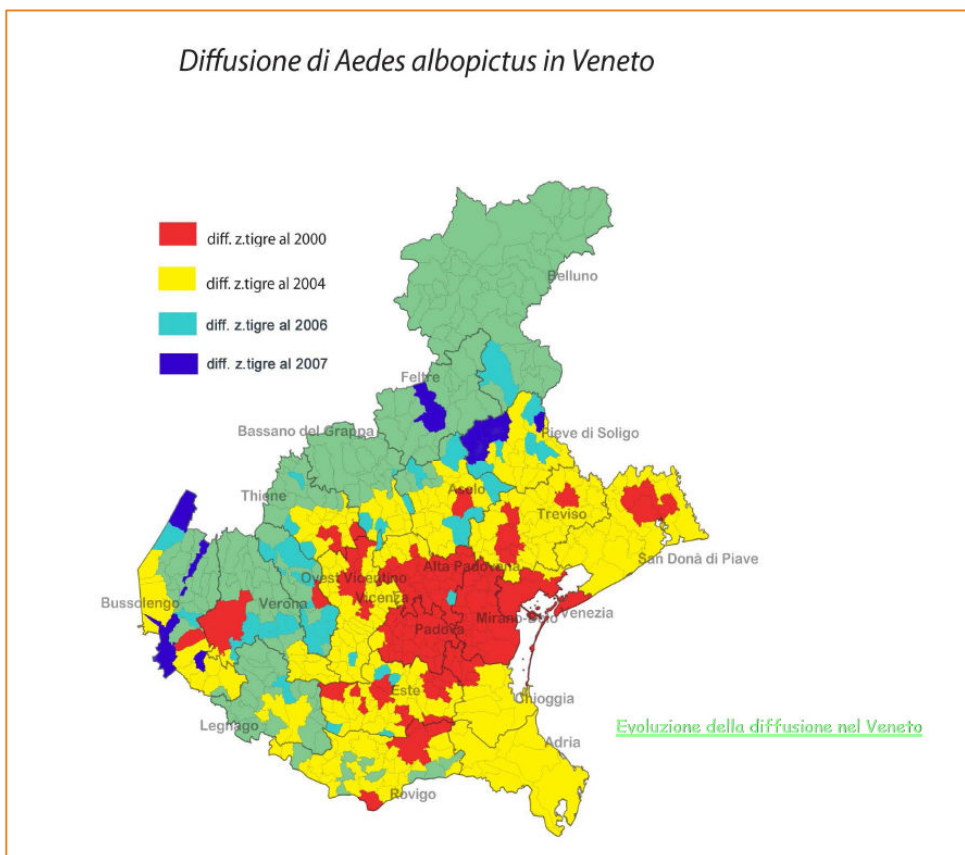 Diffusione di Aedes albopictus in Veneto
diff. z.tigre al 2000
diff. z.tigre al 2004
diff. z.tigre al 2006
diff. z.tigre al 2007
Belluno
Feltre
Bassano del Grappa
Pieve di Soligo
Thiene
Asolo
Treviso
San Donà di Piave
Alta Padovana
Ovest Vicentino
Bussolengo
Verona
Vicenza
Mirano-Dolo
Venezia
Padova
Este
Chioggia
Legnago
Evoluzione della diffusione nel Veneto
Adria
Rovigo